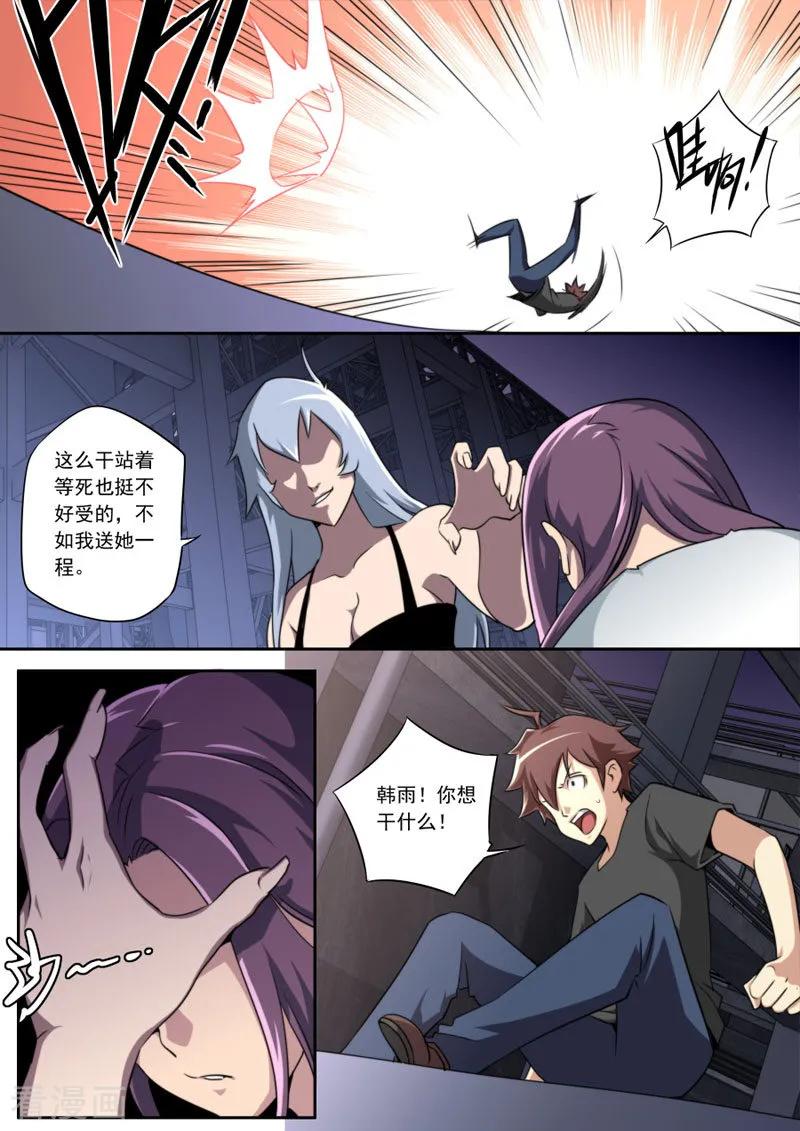 哇啊!
这么干站着
等死也挺不
好受的,不
如我送她一
程。
韩雨!你想
干什么!
沙~~···
看漫画